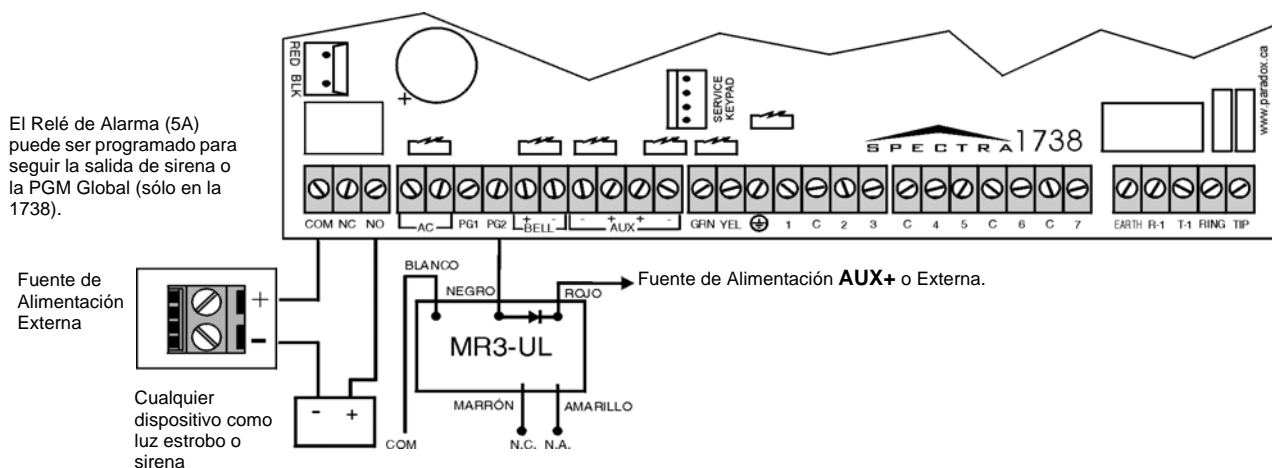 RED BLK
+
SERVICE
KEYPAD
www.paradox.ca
SPECTRA 1738
El Relé de Alarma (5A)
puede ser programado para
seguir la salida de sirena o
la PGM Global (sólo en la
1738).
COM NC NO AC PG1 PG2 + - BELL - + + - AUX GRN YEL 1 C 2 3 C 4 5 C 6 C 7 EARTH R-1 T-1 RING TIP
Fuente de
Alimentación
Externa
+
-
BLANCO
NEGRO
ROJO
Fuente de Alimentación AUX+ o Externa.
MR3-UL
MARRÓN
AMARILLO
COM
N.C. N.A.
- +
Cualquier
dispositivo como
luz estrobo o
sirena